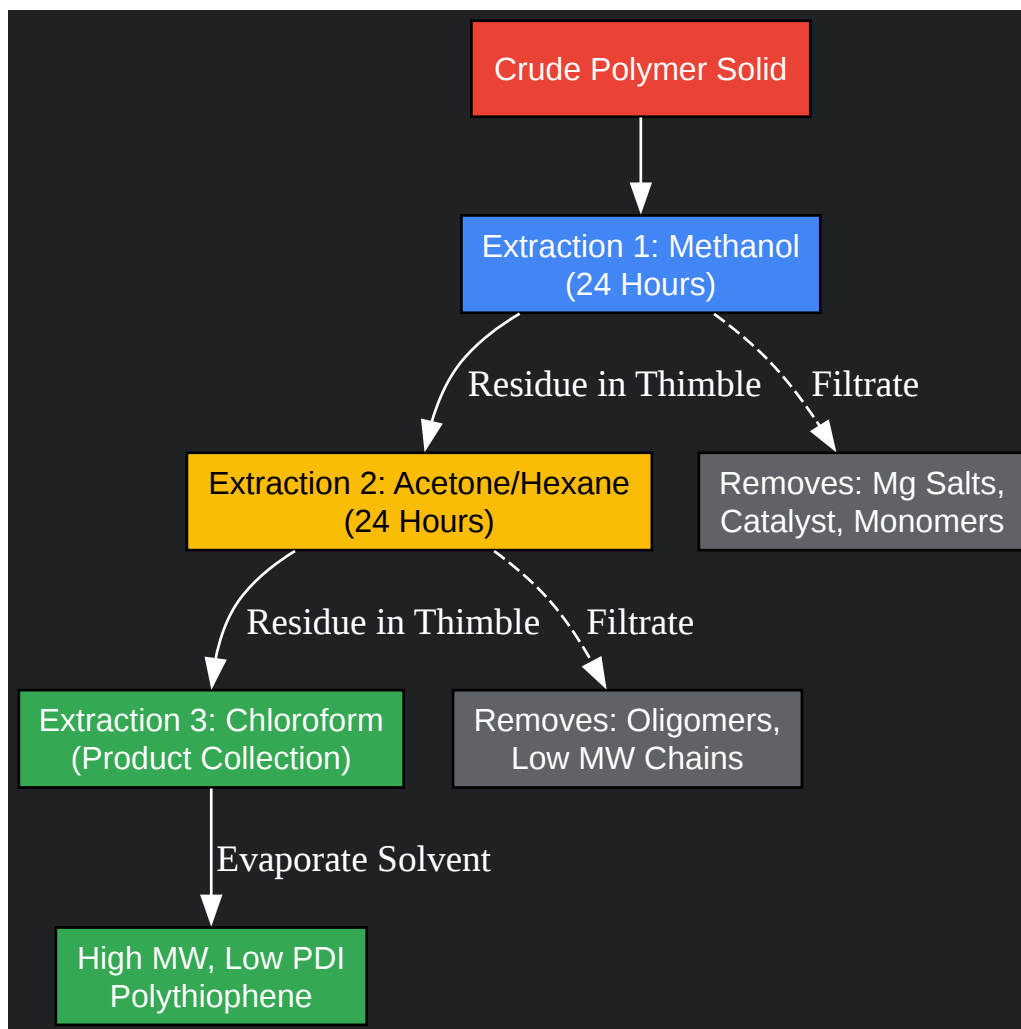 Crude Polymer Solid
Extraction 1: Methanol
(24 Hours)
Residue in Thimble
Filtrate
Extraction 2: Acetone/Hexane
(24 Hours)
Removes: Mg Salts,
Catalyst, Monomers
Residue in Thimble
Filtrate
Extraction 3: Chloroform
(Product Collection)
Removes: Oligomers,
Low MW Chains
Evaporate Solvent
High MW, Low PDI
Polythiophene